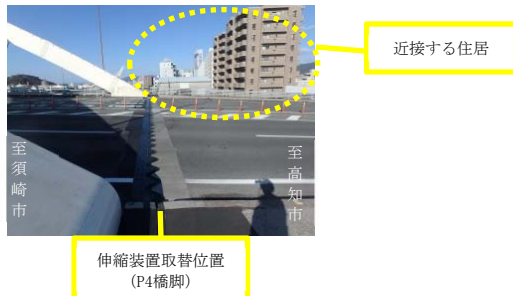 近接する住居
至須崎市
至高知市
伸縮装置取替位置
(P4橋脚)